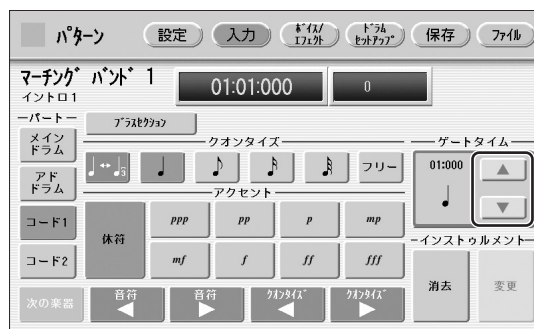 パターン 設定 入力 ボイス/エフェクト ドラムセットアップ 保存 ファイル
マーチングバンド 1 01:01:000 0
イントロ1
パート ブラスセクション
クオンタイズ ゲートタイム
メインドラム 3 フリー 01:000
アクセント
アドドラム
コード1 休符 ppp pp p mp
インストゥルメント
コード2 mf f ff fff 消去 変更
次の楽器 音符 音符 クオンタイズ クオンタイズ